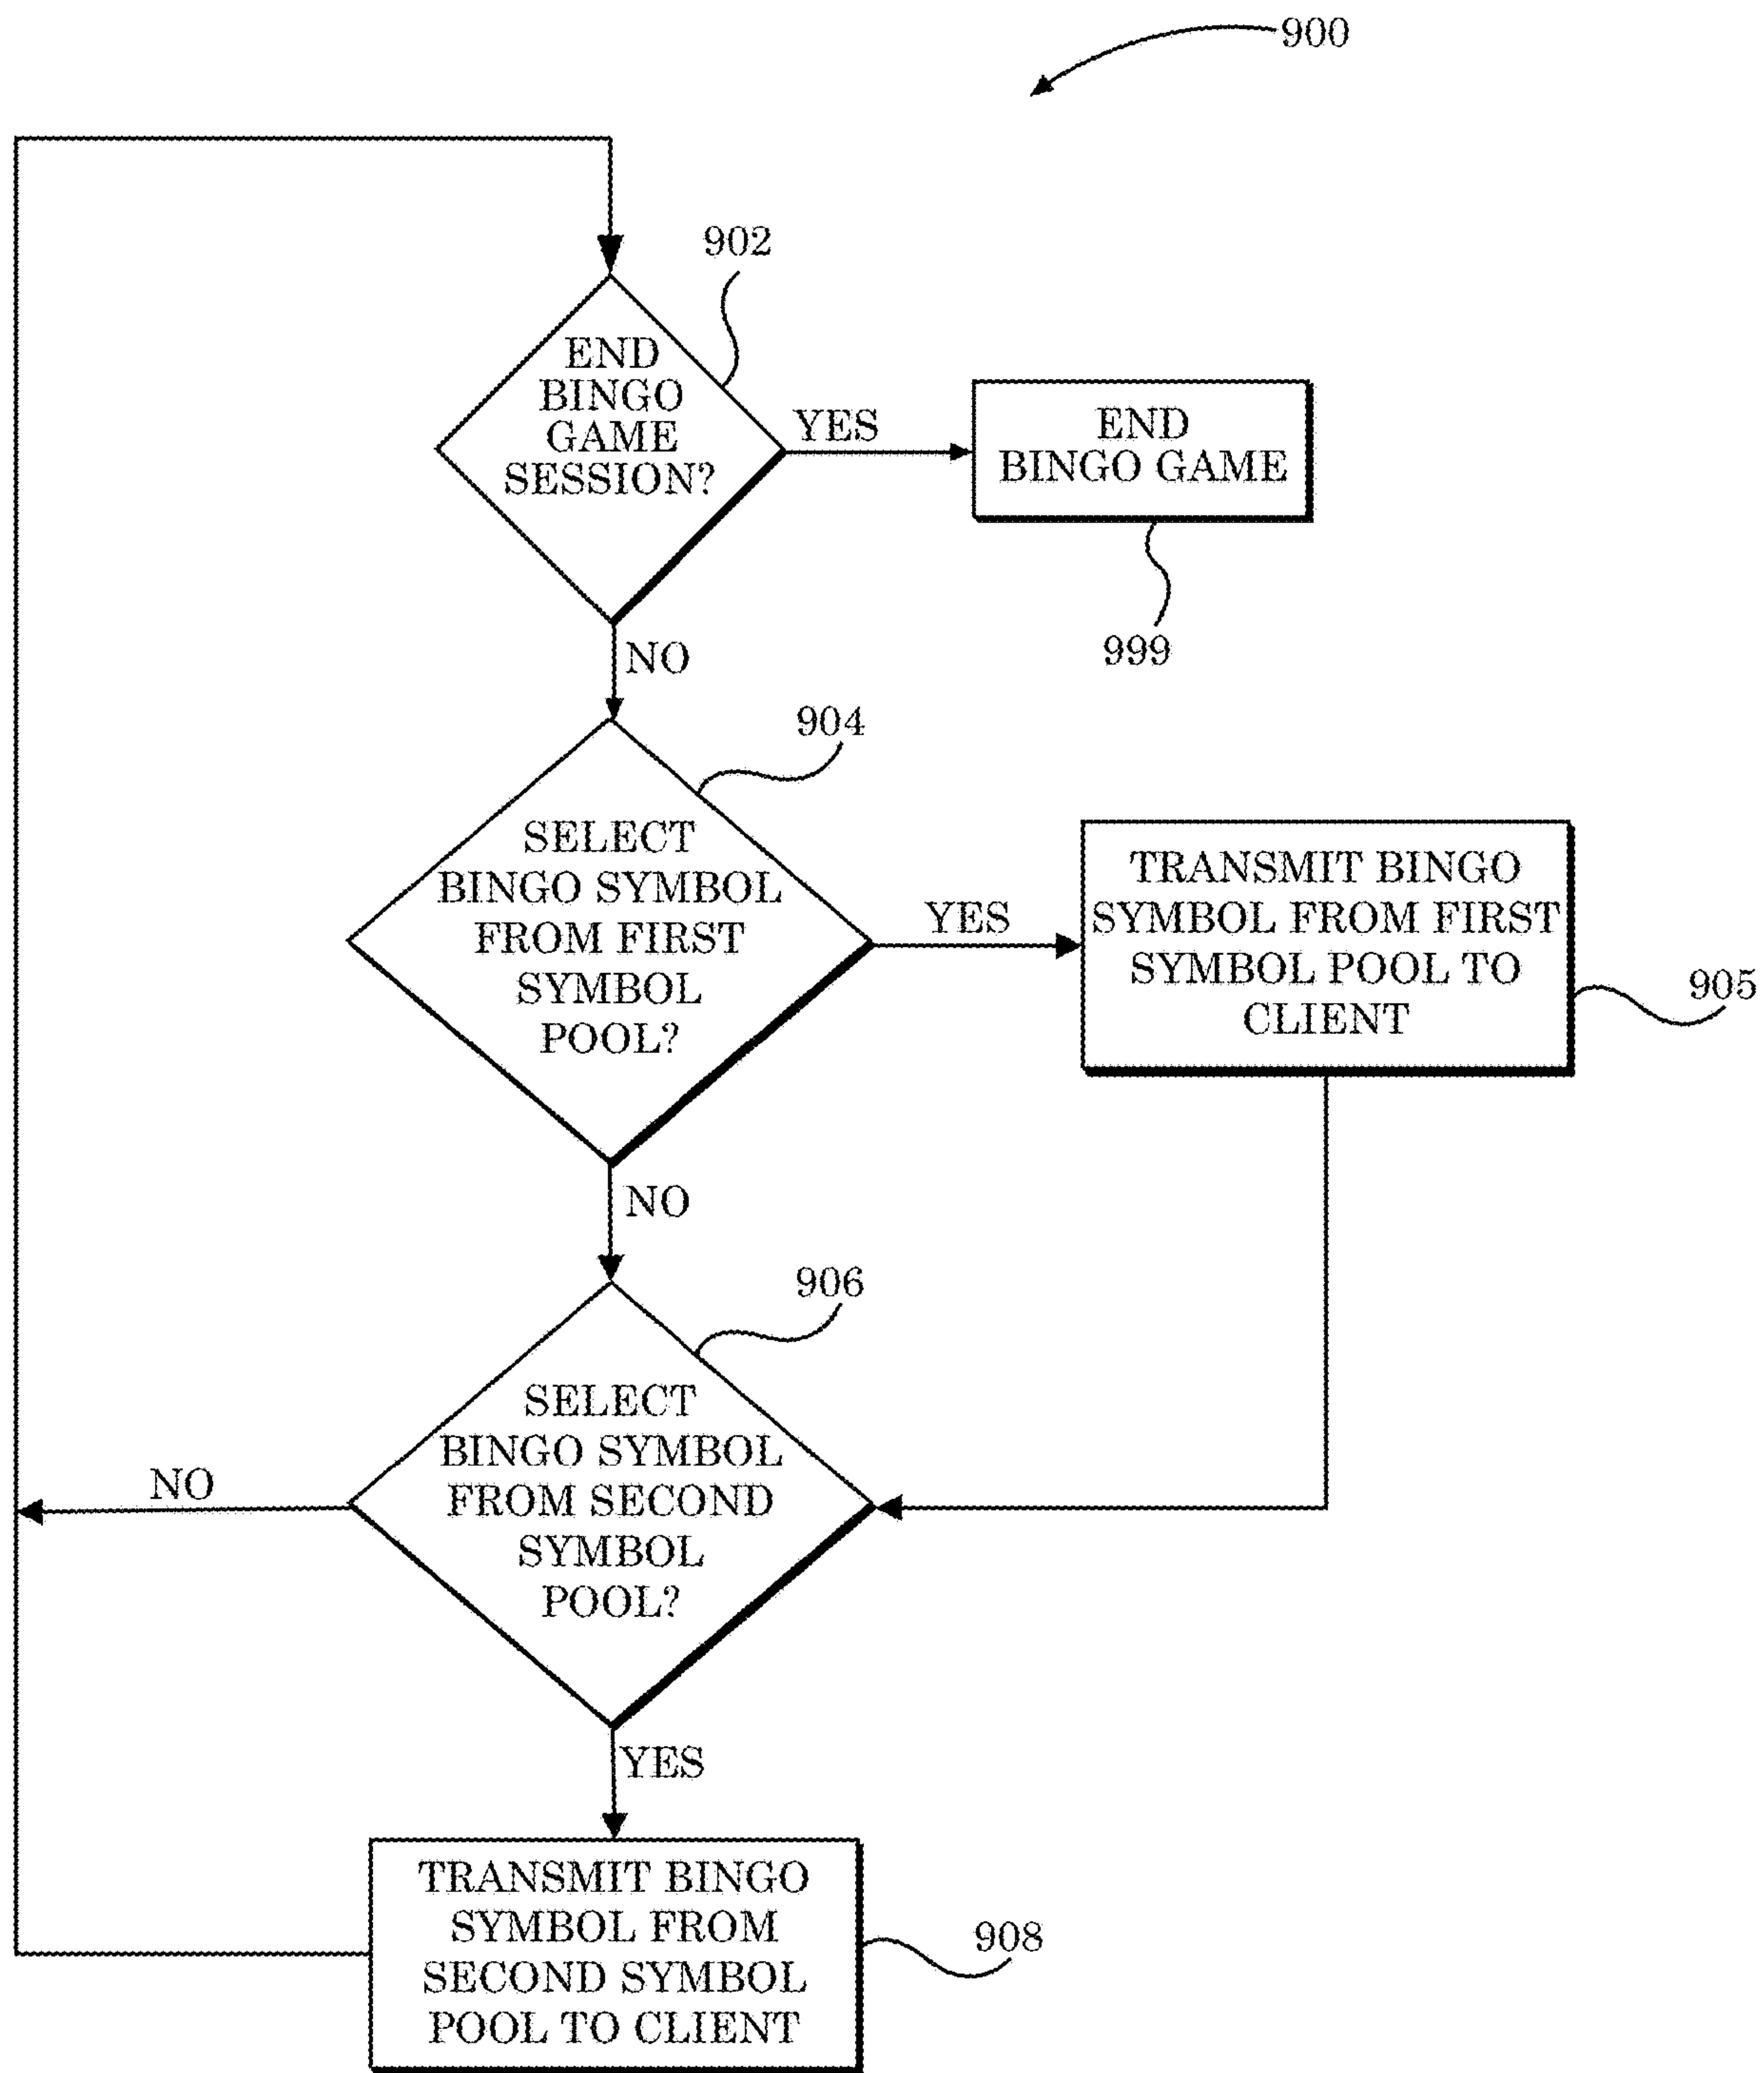 900
902
END
BINGO
GAME
SESSION?
YES
END
BINGO GAME
999
NO
904
SELECT
BINGO SYMBOL
FROM FIRST
SYMBOL
POOL?
YES
TRANSMIT BINGO
SYMBOL FROM FIRST
SYMBOL POOL TO
CLIENT
905
NO
906
SELECT
BINGO SYMBOL
FROM SECOND
SYMBOL
POOL?
NO
YES
TRANSMIT BINGO
SYMBOL FROM
SECOND SYMBOL
POOL TO CLIENT
908